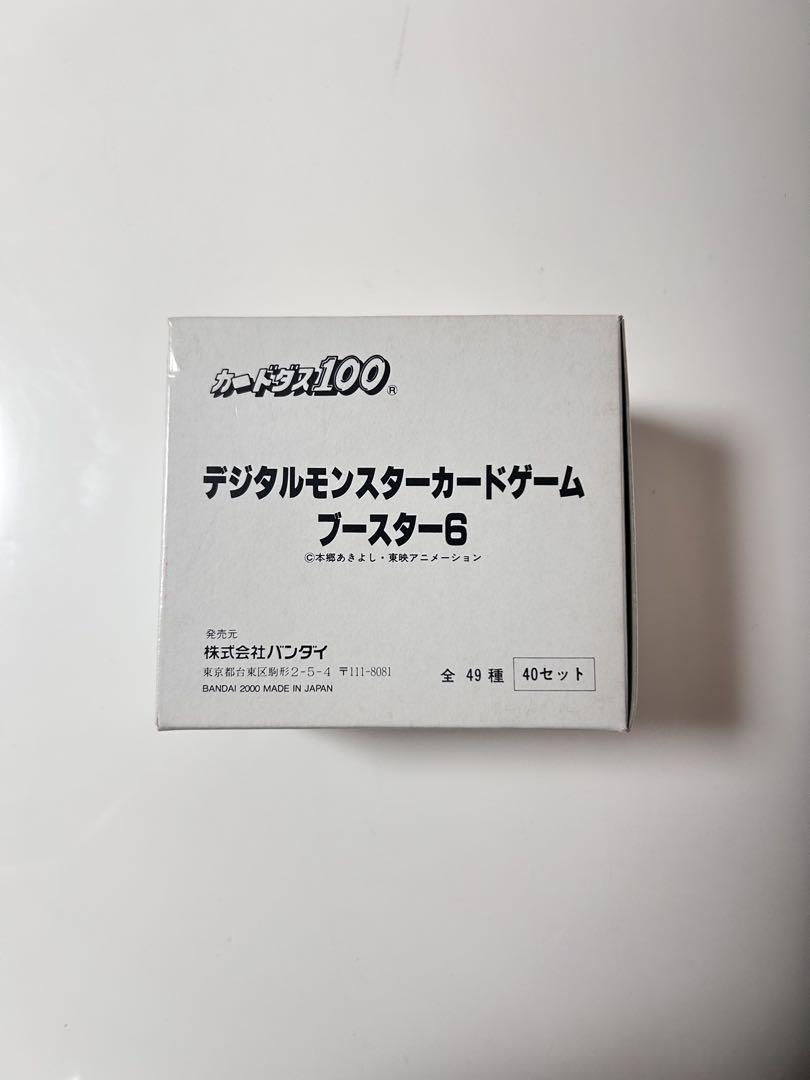 カードダス100®
デジタルモンスターカードゲーム
ブースター6
©本郷あきよし・東映アニメーション
発売元
株式会社バンダイ
東京都台東区駒形2-5-4 〒111-8081
BANDAI 2000 MADE IN JAPAN
全 49 種 40セット